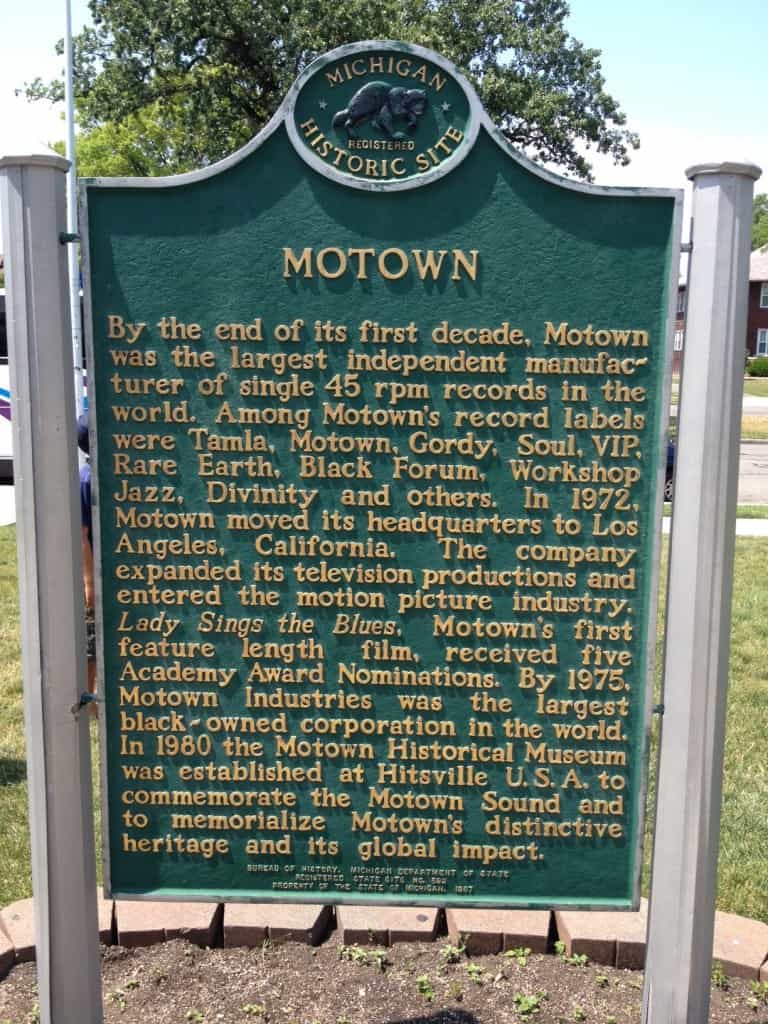 MICHIGAN
REGISTERED
HISTORIC SITE
MOTOWN
By the end of its first decade, Motown
was the largest independent manufac-
turer of single 45 rpm records in the
world. Among Motown's record labels
were Tamla, Motown, Gordy, Soul, VIP,
Rare Earth, Black Forum, Workshop
Jazz, Divinity and others. In 1972,
Motown moved its headquarters to Los
Angeles, California. The company
expanded its television productions and
entered the motion picture industry.
Lady Sings the Blues, Motown's first
feature length film, received five
Academy Award Nominations. By 1975,
Motown Industries was the largest
black-owned corporation in the world.
In 1980 the Motown Historical Museum
was established at Hitsville U.S.A. to
commemorate the Motown Sound and
to memorialize Motown's distinctive
heritage and its global impact.
BUREAU OF HISTORY, MICHIGAN DEPARTMENT OF STATE
REGISTERED STATE SITE NO.
PROPERTY OF THE STATE OF MICHIGAN, 1987